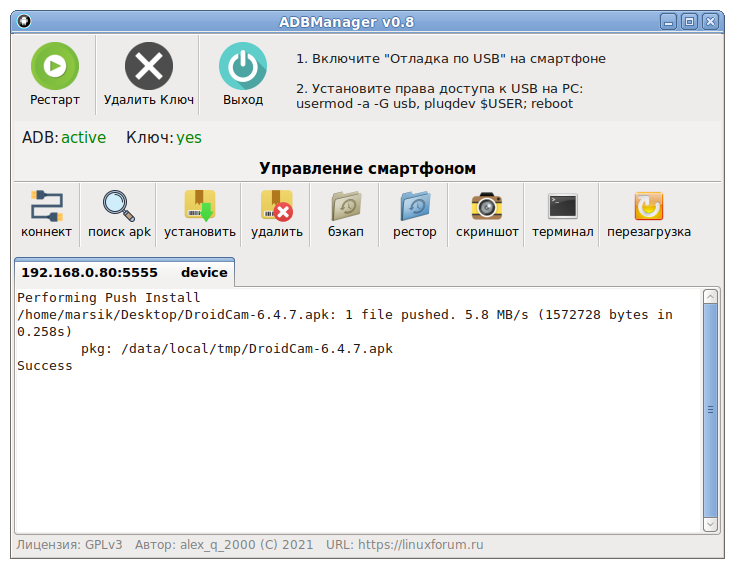 ADBManager v0.8
1. Включите "Отладка по USB" на смартфоне
2. Установите права доступа к USB на PC:
usermod -a -G usb, plugdev $USER; reboot
Рестарт Удалить Ключ Выход
ADB: active Ключ: yes
Управление смартфоном
коннект поиск apk установить удалить бэкап рестор скриншот терминал перезагрузка
192.168.0.80:5555 device
Performing Push Install
/home/marsik/Desktop/DroidCam-6.4.7.apk: 1 file pushed. 5.8 MB/s (1572728 bytes in
0.258s)
pkg: /data/local/tmp/DroidCam-6.4.7.apk
Success
Лицензия: GPLv3 Автор: alex_q_2000 (C) 2021 URL: https://linuxforum.ru